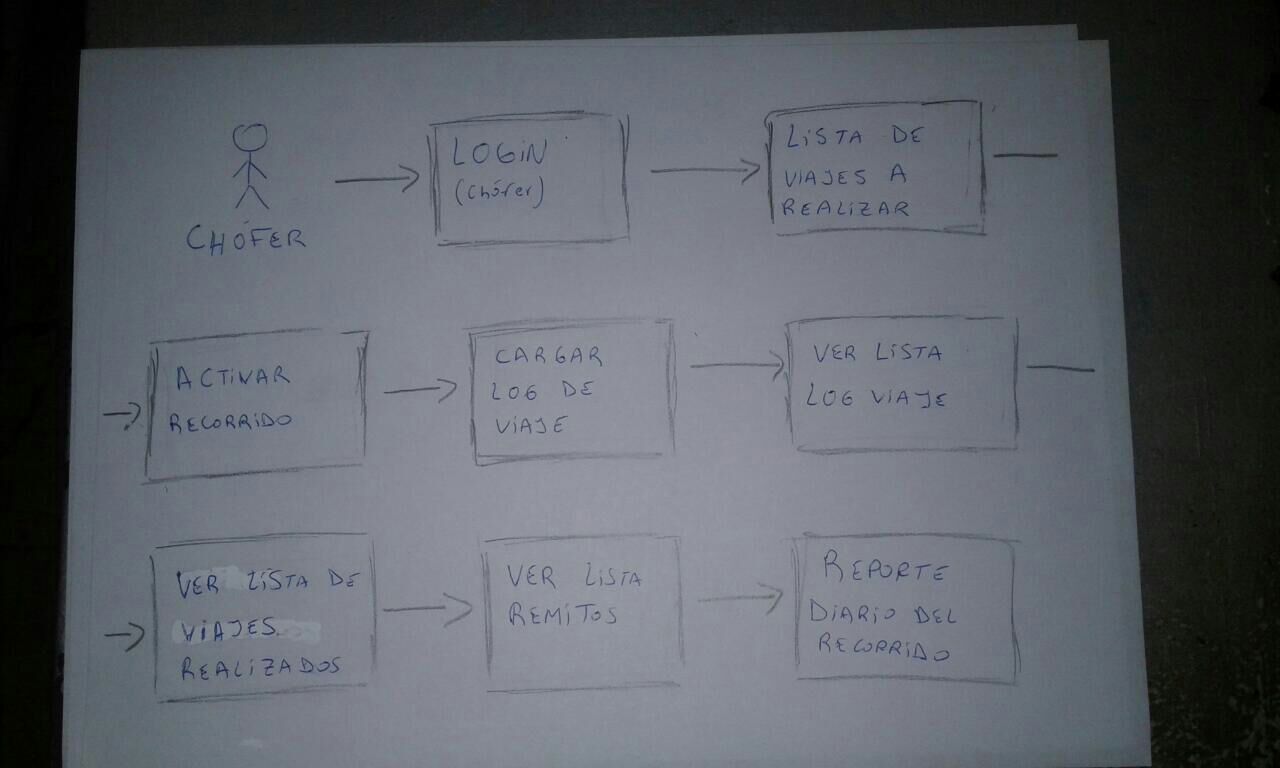 CHÓFER
LOGIN
(Chófer)
LISTA DE
VIAJES A
REALIZAR
ACTIVAR
RECORRIDO
CARGAR
LOG DE
VIAJE
VER LISTA
LOG VIAJE
VER LISTA DE
VIAJES
REALIZADOS
VER LISTA
REMITOS
REPORTE
DIARIO DEL
RECORRIDO